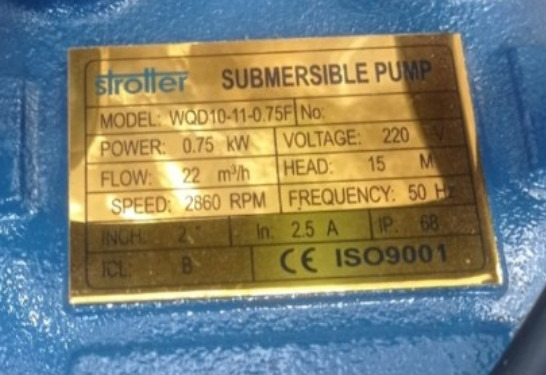 strotter SUBMERSIBLE PUMP
MODEL: WQD10-11-0.75F No:
POWER: 0.75 kW VOLTAGE: 220 V
FLOW: 22 m³/h HEAD: 15 M
SPEED: 2860 RPM FREQUENCY: 50 Hz
INCH: 2 " In: 2.5 A IP: 68
ICL: B CE ISO9001